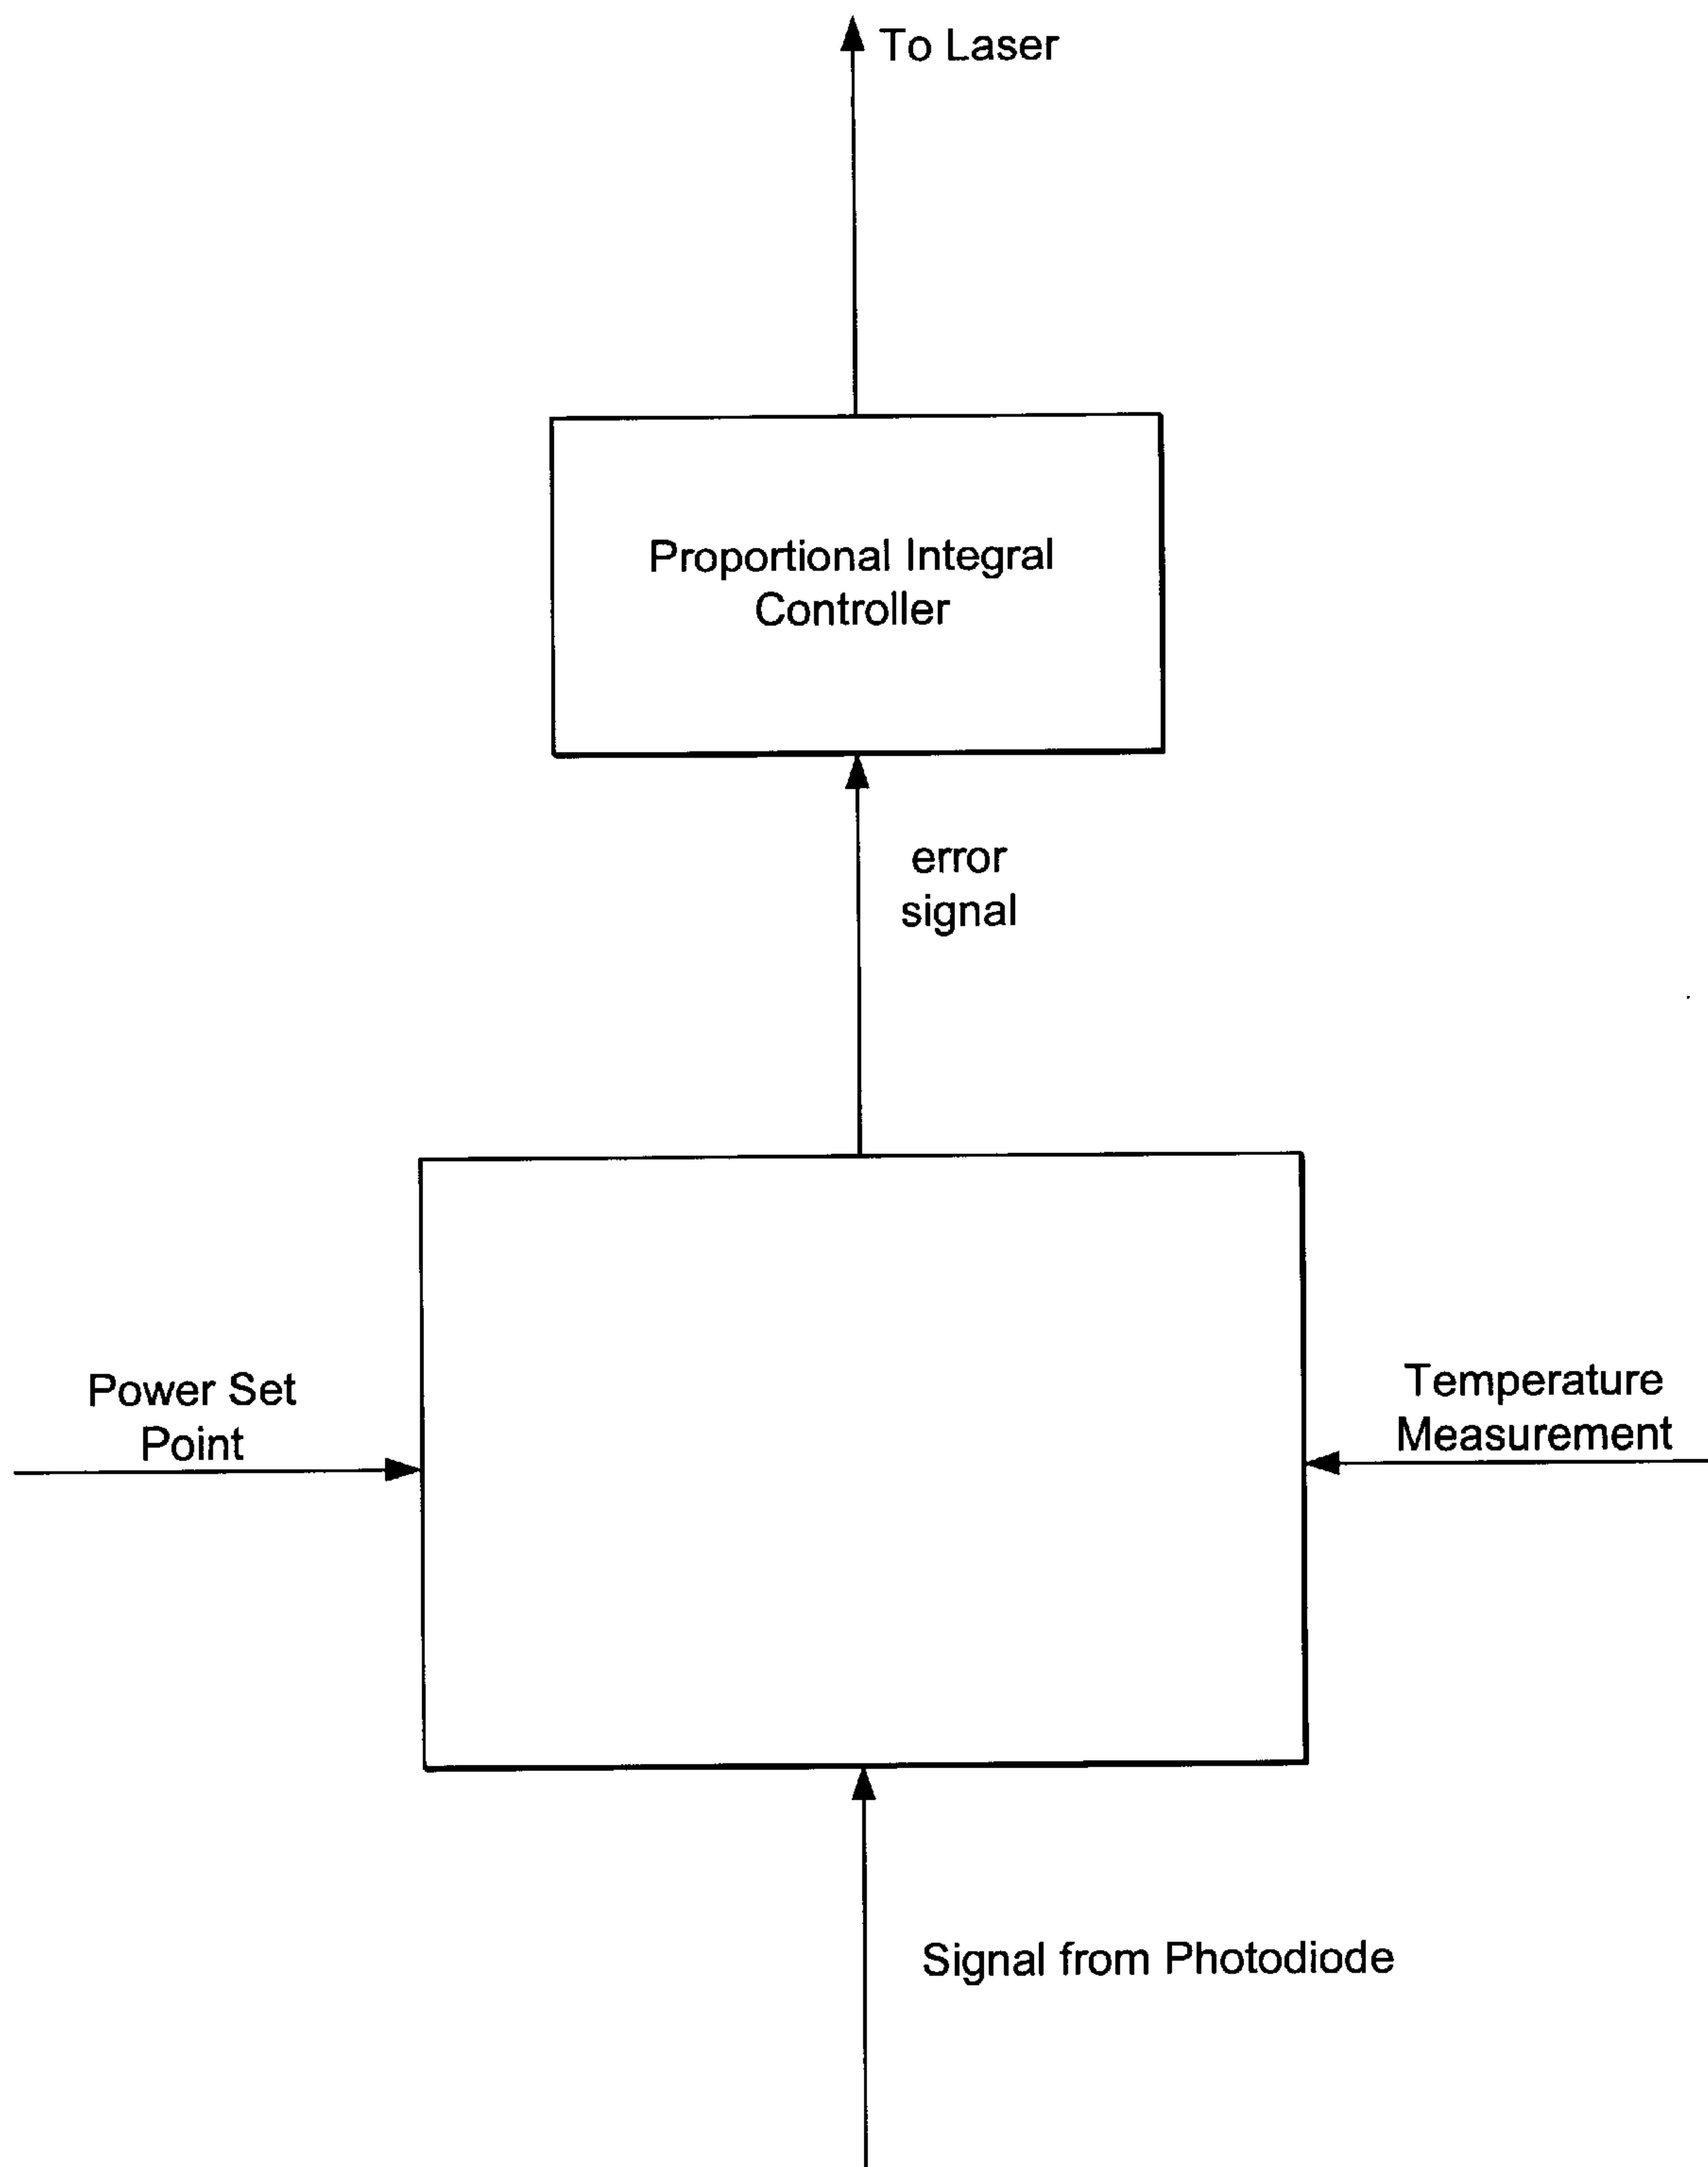 To Laser
Proportional Integral
Controller
error
signal
Power Set
Point
Temperature
Measurement
Signal from Photodiode